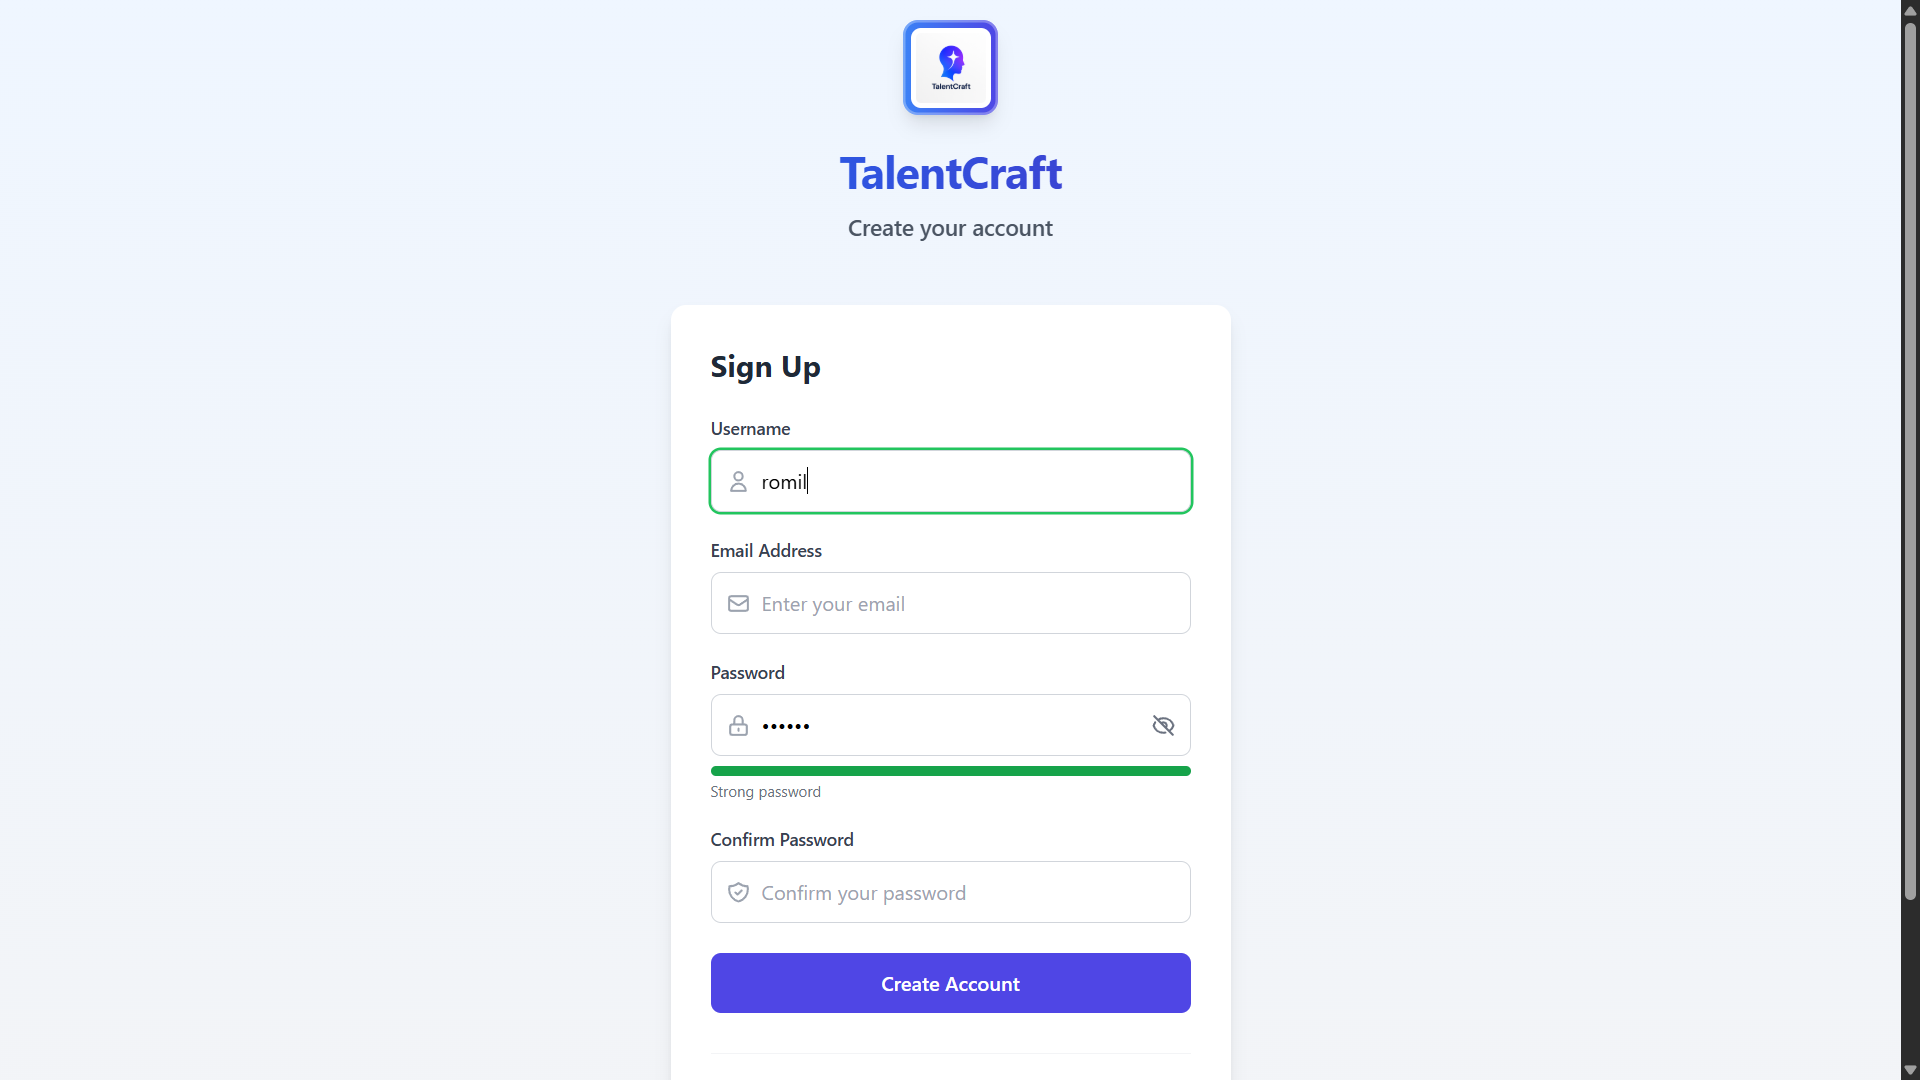 TalentCraft
TalentCraft
Create your account
Sign Up
Username
romil
Email Address
Enter your email
Password
••••••
Strong password
Confirm Password
Confirm your password
Create Account